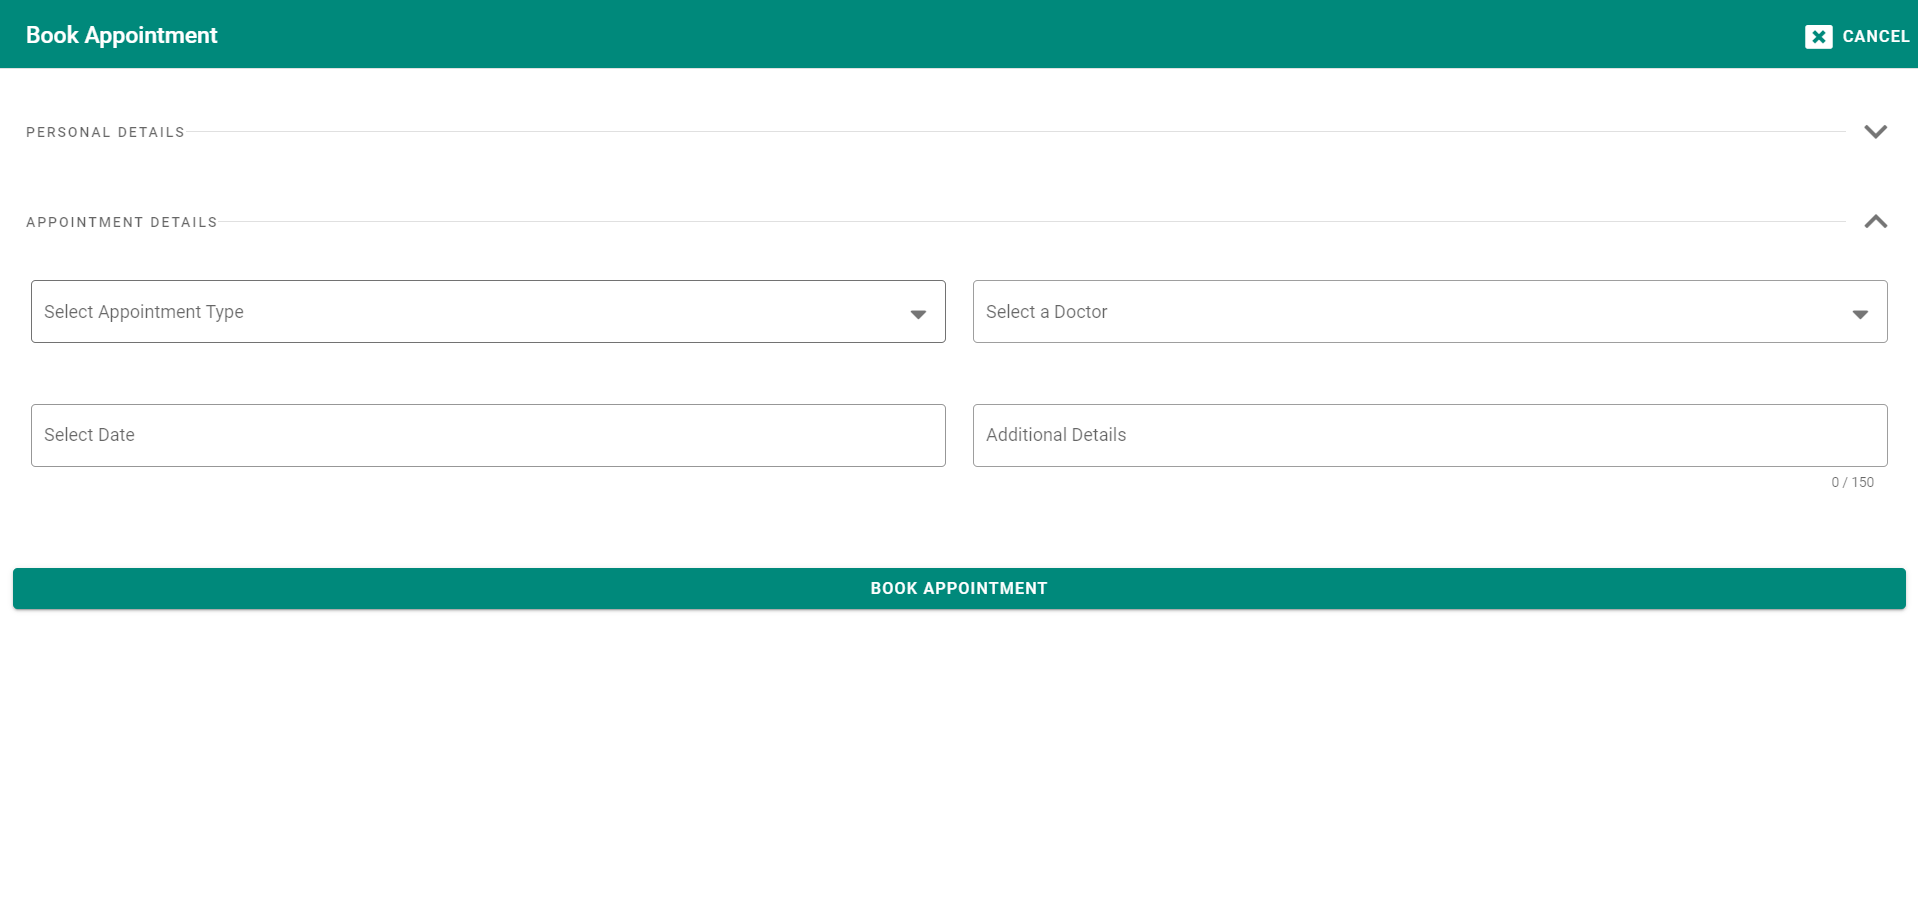 Book Appointment
CANCEL
PERSONAL DETAILS
APPOINTMENT DETAILS
Select Appointment Type
Select a Doctor
Select Date
Additional Details
0 / 150
BOOK APPOINTMENT